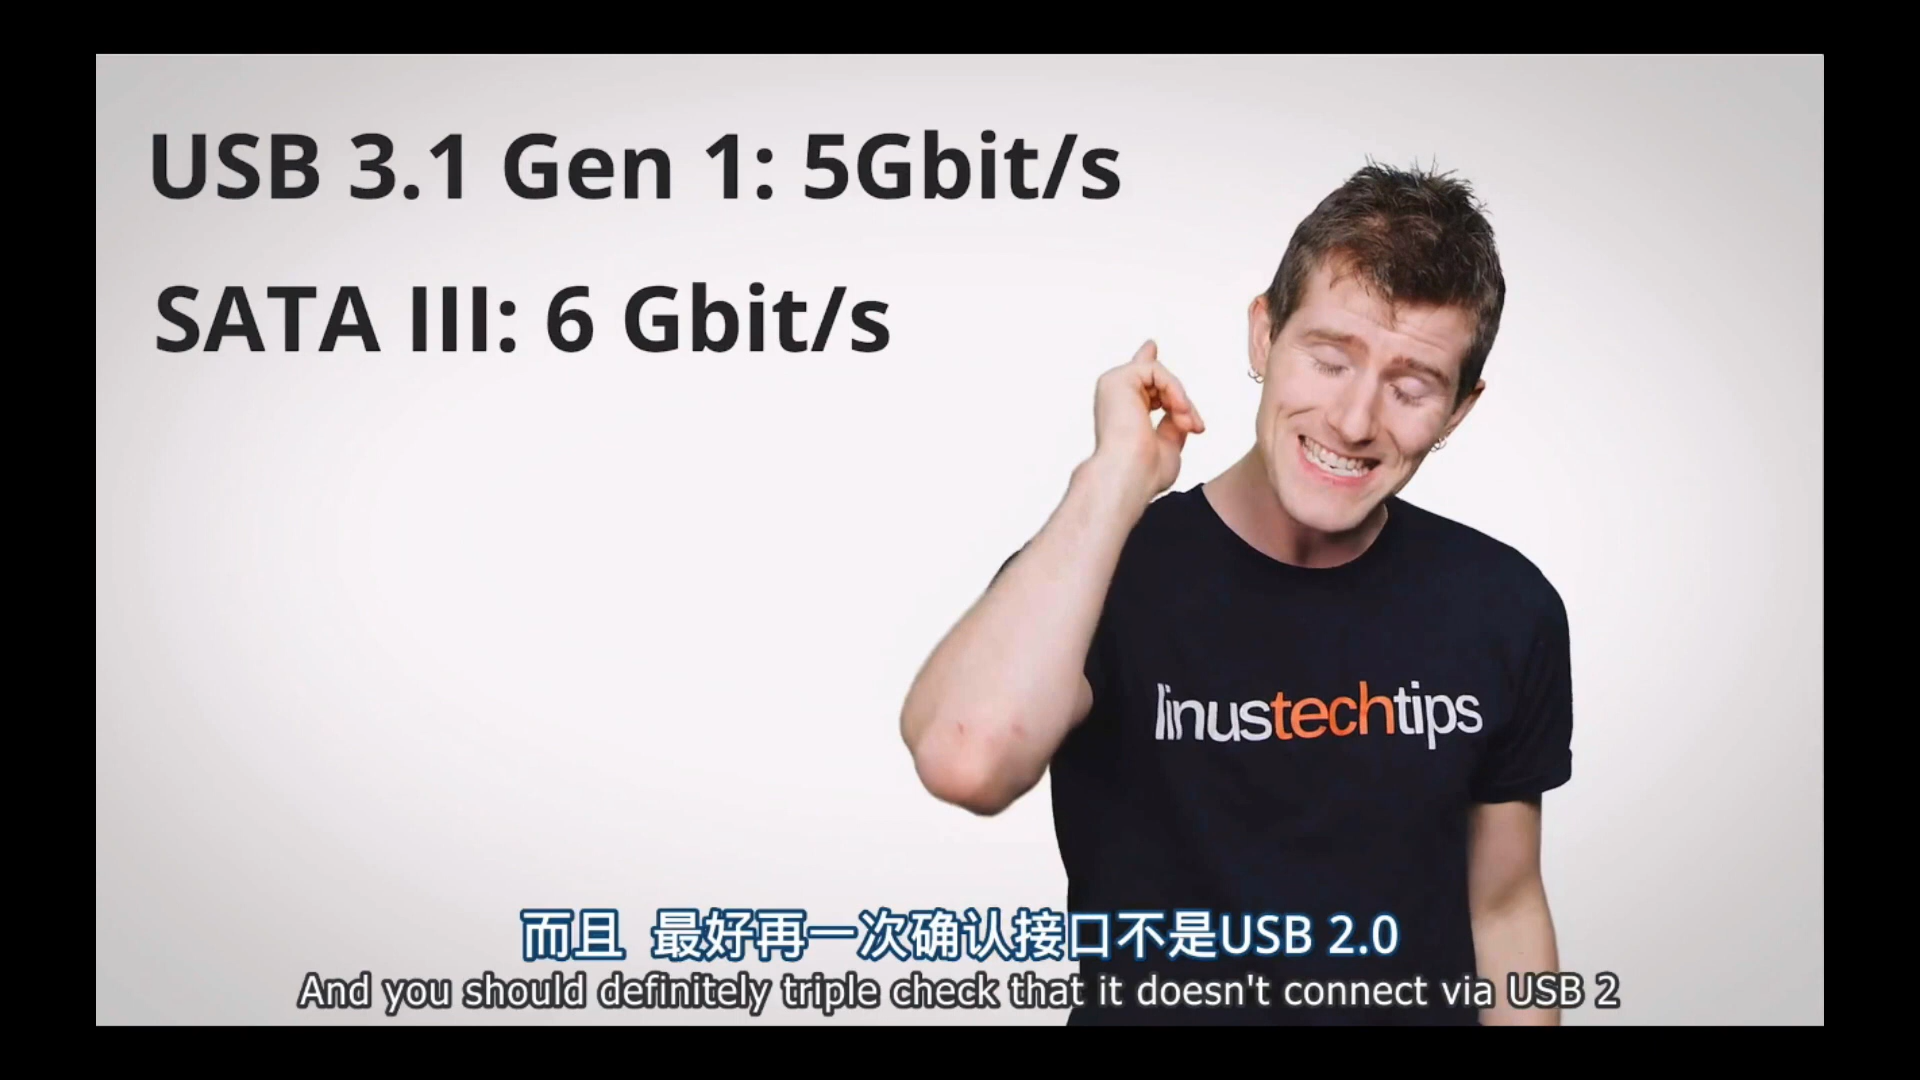 USB 3.1 Gen 1: 5Gbit/s
SATA III: 6 Gbit/s
linustechtips
而且 最好再一次确认接口不是USB 2.0
And you should definitely triple check that it doesn't connect via USB 2